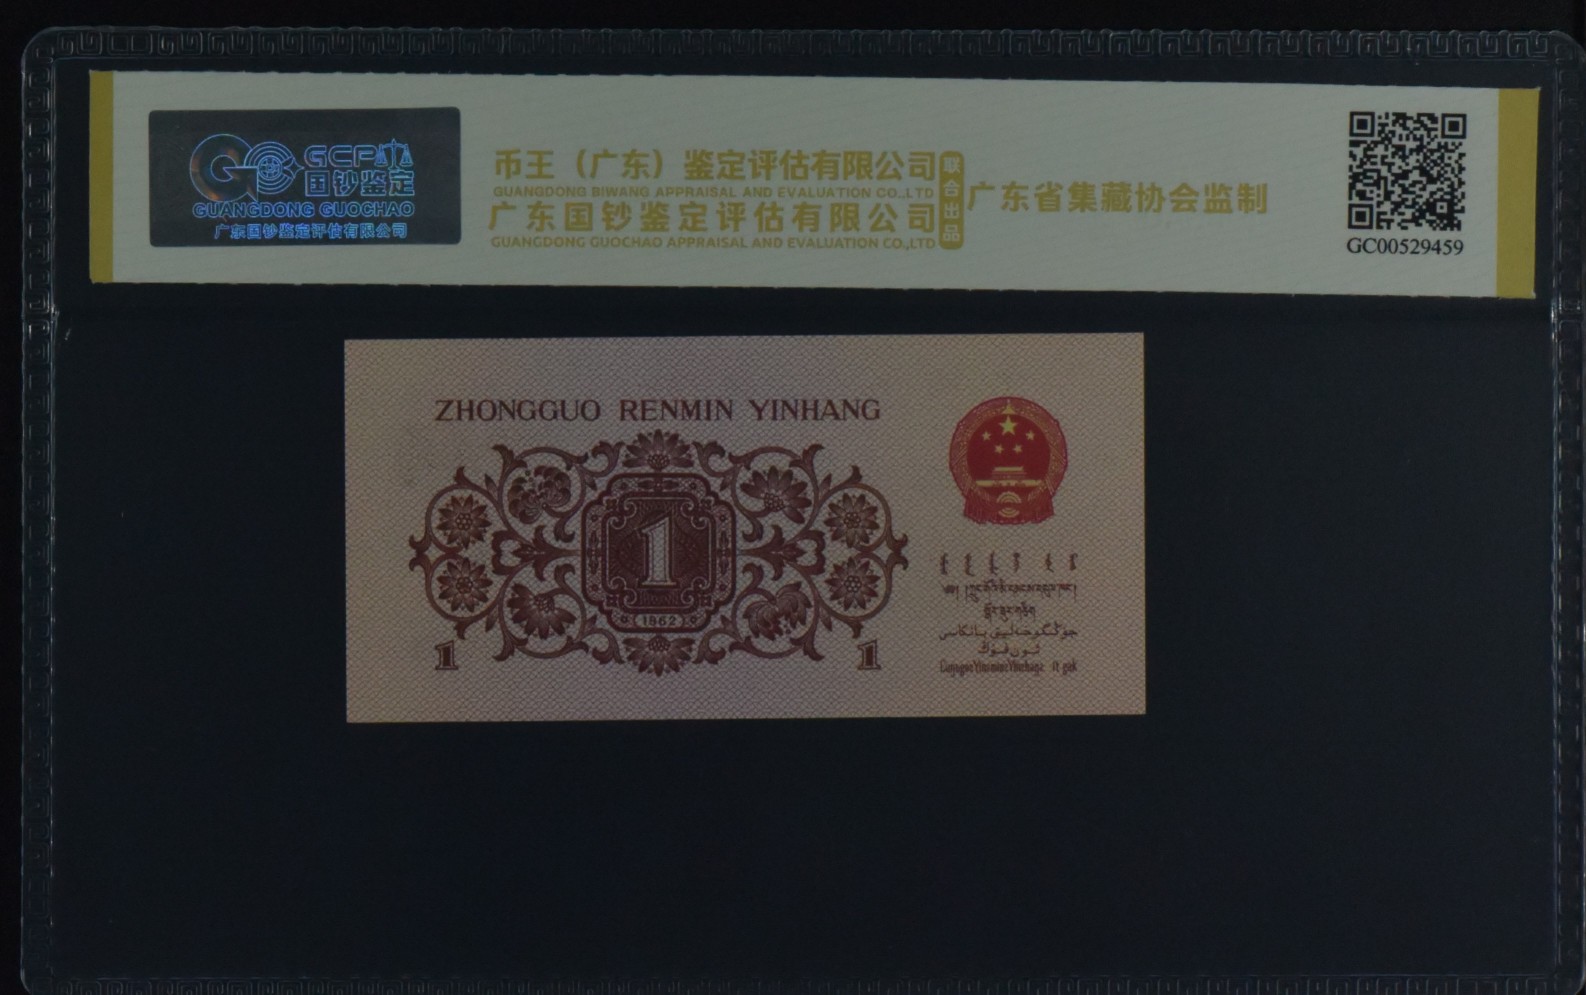 GCP
国钞鉴定
GUANGDONG GUOCHAO
广东国钞鉴定评估有限公司
币王（广东）鉴定评估有限公司
GUANGDONG BIWANG APPRAISAL AND EVALUATION CO.,LTD
广东国钞鉴定评估有限公司
GUANGDONG GUOCHAO APPRAISAL AND EVALUATION CO.,LTD
联合出品
广东省集藏协会监制
GC00529459
ZHONGGUO RENMIN YINHANG
1
1962
1
1